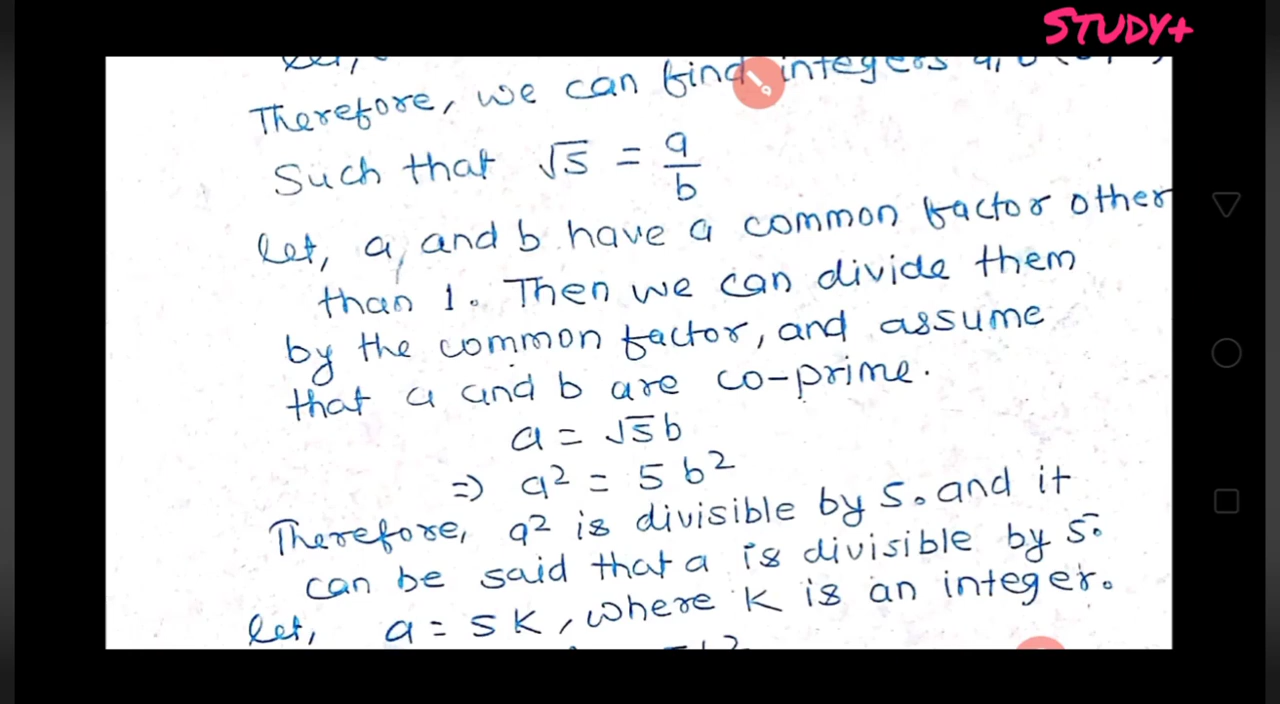 STUDY+
Therefore, we can find integers
Such that √5 = a/b
let, a, and b have a common factor other
than 1. Then we can divide them
by the common factor, and assume
that a and b are co-prime.
a = √5b
=) a² = 5 b²
Therefore, a² is divisible by 5. and it
can be said that a is divisible by 5.
let, a = 5K, where K is an integer.